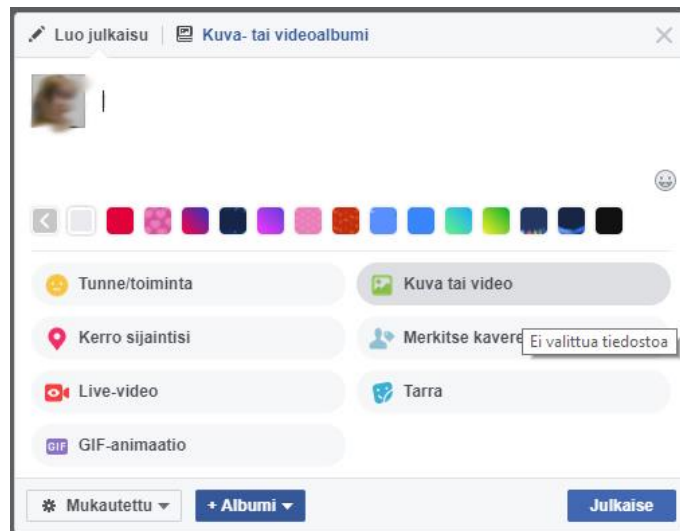 Luo julkaisu
Kuva- tai videoalbumi
Tunne/toiminta
Kuva tai video
Kerro sijaintisi
Merkitse kavere
Ei valittua tiedostoa
Live-video
Tarra
GIF
GIF-animaatio
Mukautettu
+ Albumi
Julkaise